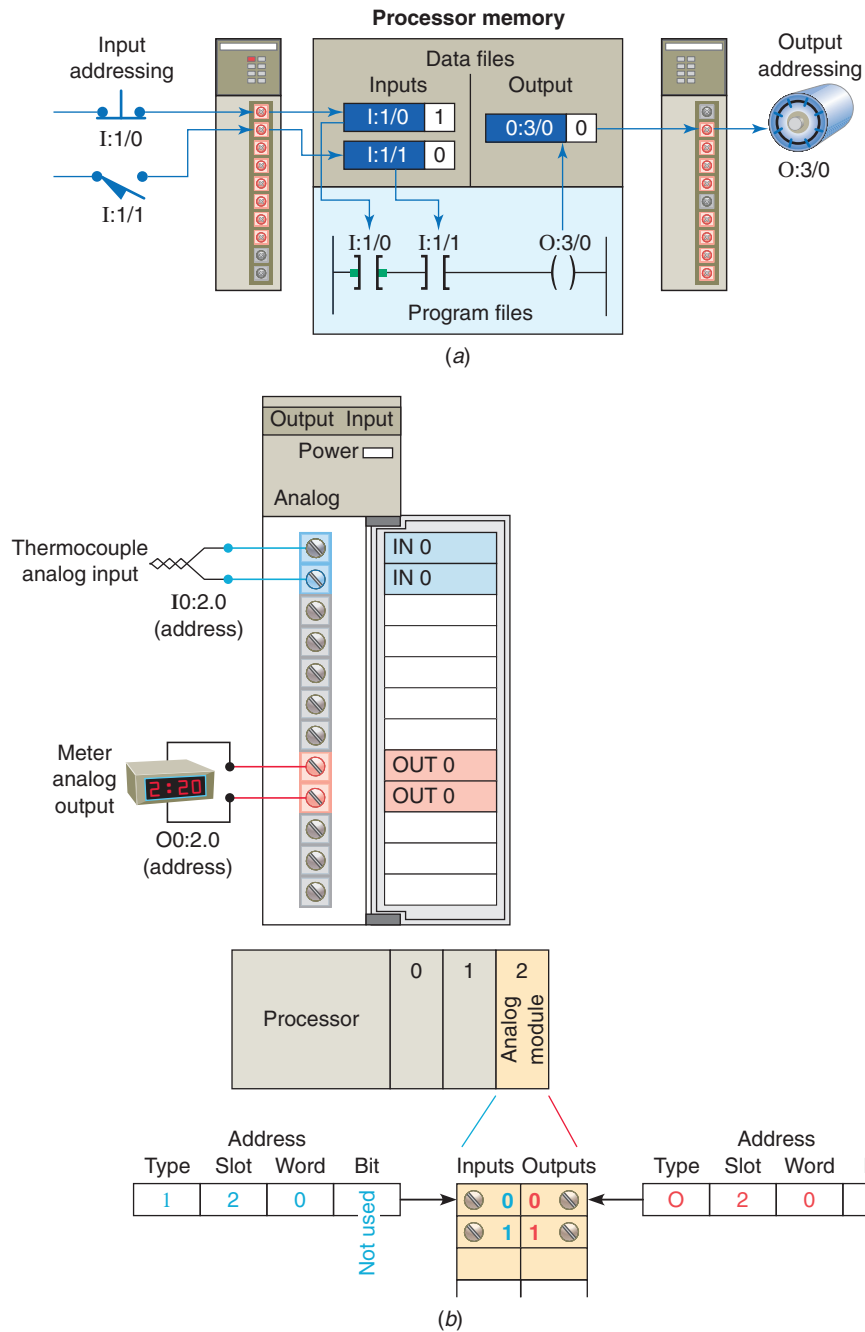 Processor memory
Input
addressing
Data files
Output
addressing
Inputs
Output
I:1/0 1
0:3/0 0
I:1/0
I:1/1 0
O:3/0
I:1/1
I:1/0 I:1/1 O:3/0
Program files
(a)
Output Input
Power
Analog
Thermocouple
analog input
IN 0
IN 0
I0:2.0
(address)
Meter
analog
output
2:20
OUT 0
OUT 0
O0:2.0
(address)
Processor
0 1 2
Analog
module
Address
Type Slot Word Bit
1 2 0 Not used
Inputs Outputs
0 0
1 1
Address
Type Slot Word
O 2 0
(b)